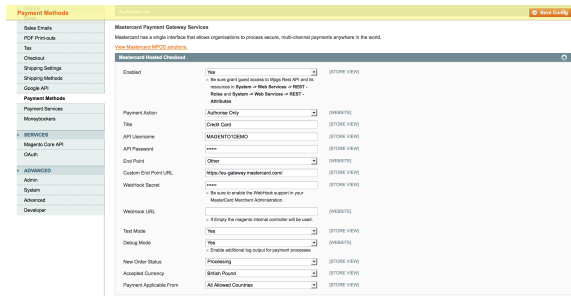 Payment Methods
Save Config
Sales Emails
PDF Print-outs
Tax
Checkout
Shipping Settings
Shipping Methods
Google API
Payment Methods
Payment Services
Moneybookers
SERVICES
Magento Core API
OAuth
ADVANCED
Admin
System
Advanced
Developer
Mastercard Payment Gateway Services
Mastercard has a single interface that allows organisations to process secure, multi-channel payments anywhere in the world.
View Mastercard MPGS solutions.
Mastercard Hosted Checkout
Enabled Yes [STORE VIEW]
Be sure grant guest access to Mpgs Rest API and its
resources in System -> Web Services -> REST -
Roles and System -> Web Services -> REST -
Attributes
Payment Action Authorise Only [WEBSITE]
Title Credit Card [STORE VIEW]
API Username MAGENTO1DEMO [STORE VIEW]
API Password •••••• [STORE VIEW]
End Point Other [WEBSITE]
Custom End Point URL https://eu-gateway.mastercard.com/ [STORE VIEW]
WebHook Secret •••••• [STORE VIEW]
Be sure to enable the WebHook support in your
MasterCard Merchant Administration.
WebHook URL [WEBSITE]
If Empty the magento internal controller will be used.
Test Mode Yes [STORE VIEW]
Debug Mode Yes [WEBSITE]
Enable additional log output for payment processes
New Order Status Processing [STORE VIEW]
Accepted Currency British Pound [STORE VIEW]
Payment Applicable From All Allowed Countries [STORE VIEW]